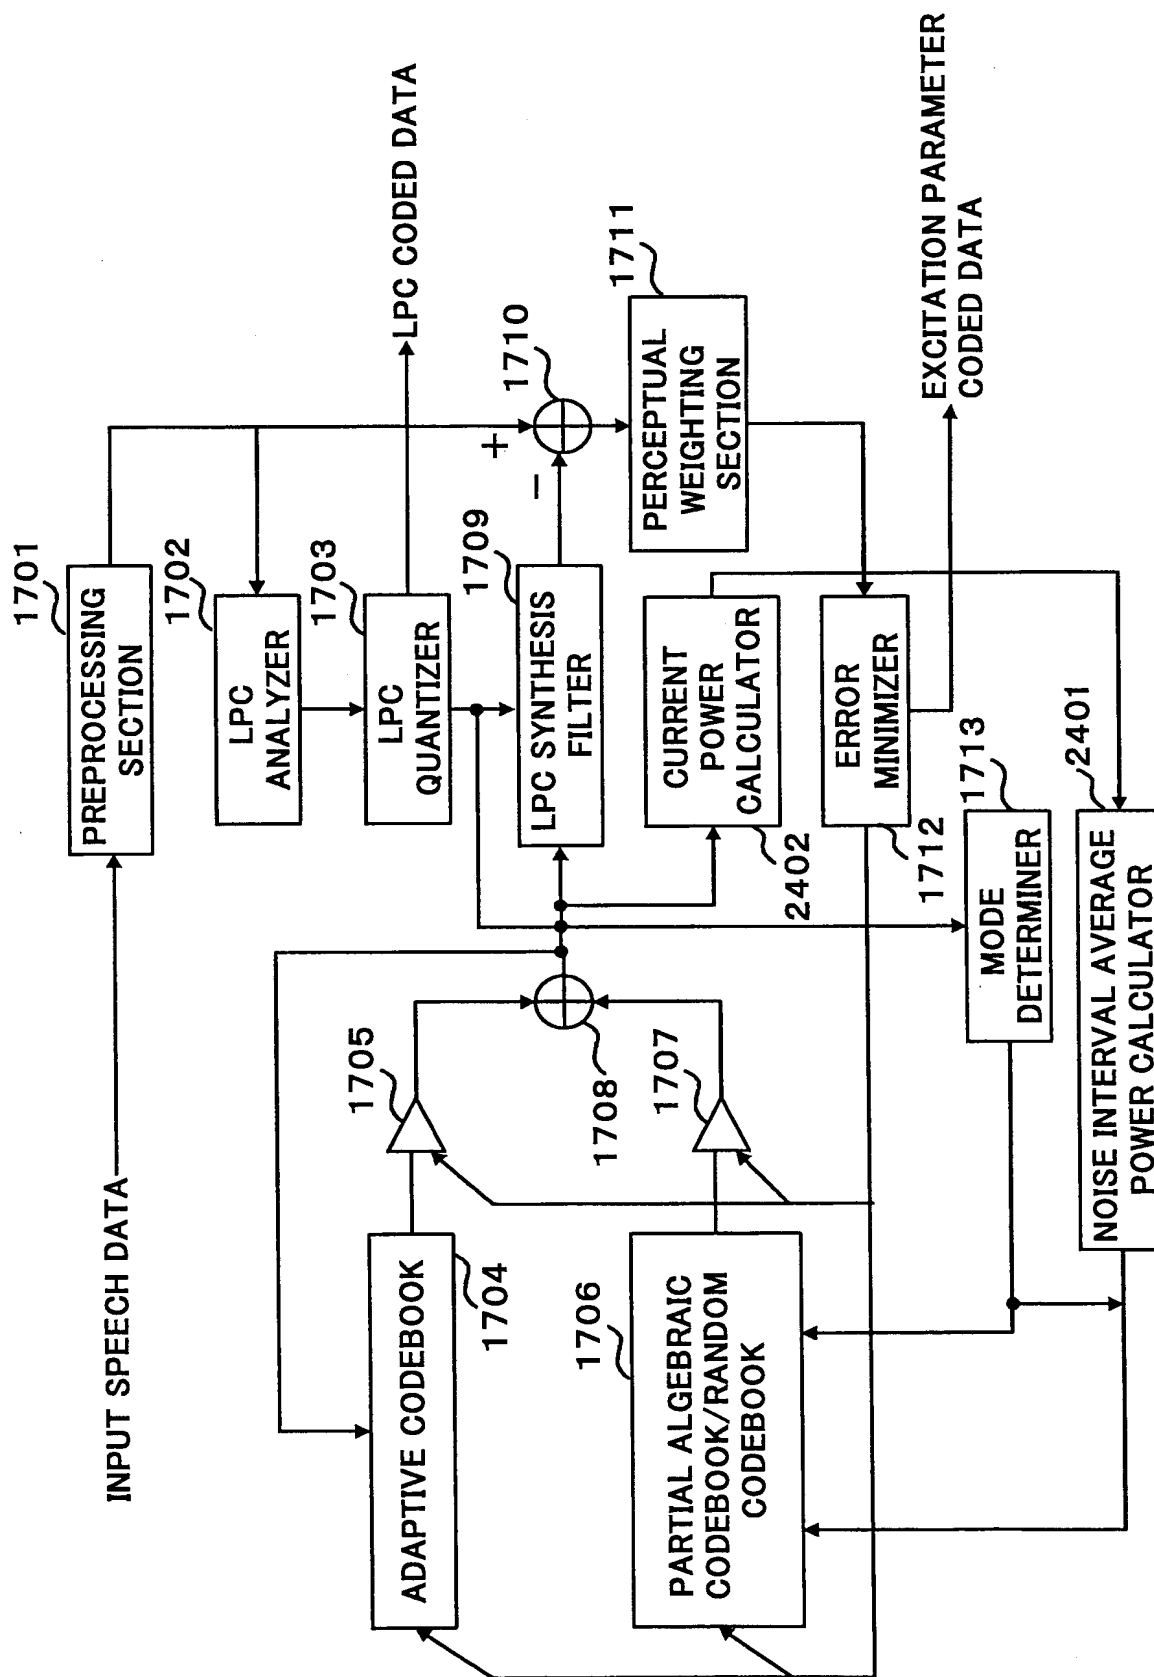 INPUT SPEECH DATA
1701
PREPROCESSING
SECTION
1702
LPC
ANALYZER
1703
LPC
QUANTIZER
LPC CODED DATA
1709
LPC SYNTHESIS
FILTER
+
-
1710
PERCEPTUAL
WEIGHTING
SECTION
1711
ADAPTIVE CODEBOOK
1704
1705
1708
1707
1706
PARTIAL ALGEBRAIC
CODEBOOK/RANDOM
CODEBOOK
CURRENT
POWER
CALCULATOR
2402
ERROR
MINIMIZER
1712
EXCITATION PARAMETER
CODED DATA
MODE
DETERMINER
1713
NOISE INTERVAL AVERAGE
POWER CALCULATOR
2401